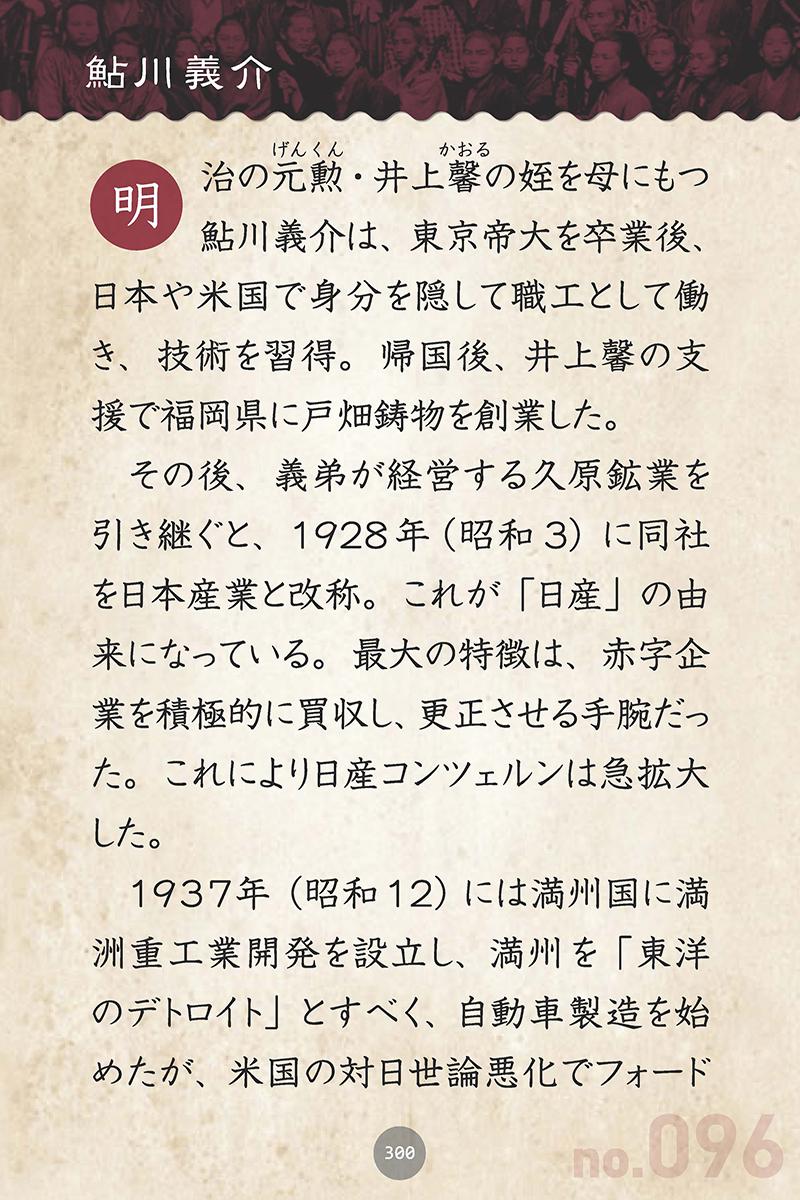 鮎川義介
げんくん かおる
明治の元勲・井上馨の姪を母にもつ
鮎川義介は、東京帝大を卒業後、
日本や米国で身分を隠して職工として働
き、技術を習得。帰国後、井上馨の支
援で福岡県に戸畑鋳物を創業した。
その後、義弟が経営する久原鉱業を
引き継ぐと、1928年(昭和3)に同社
を日本産業と改称。これが「日産」の由
来になっている。最大の特徴は、赤字企
業を積極的に買収し、更正させる手腕だっ
た。これにより日産コンツェルンは急拡大
した。
1937年(昭和12)には満州国に満
洲重工業開発を設立し、満州を「東洋
のデトロイト」とすべく、自動車製造を始
めたが、米国の対日世論悪化でフォード
300
no.096